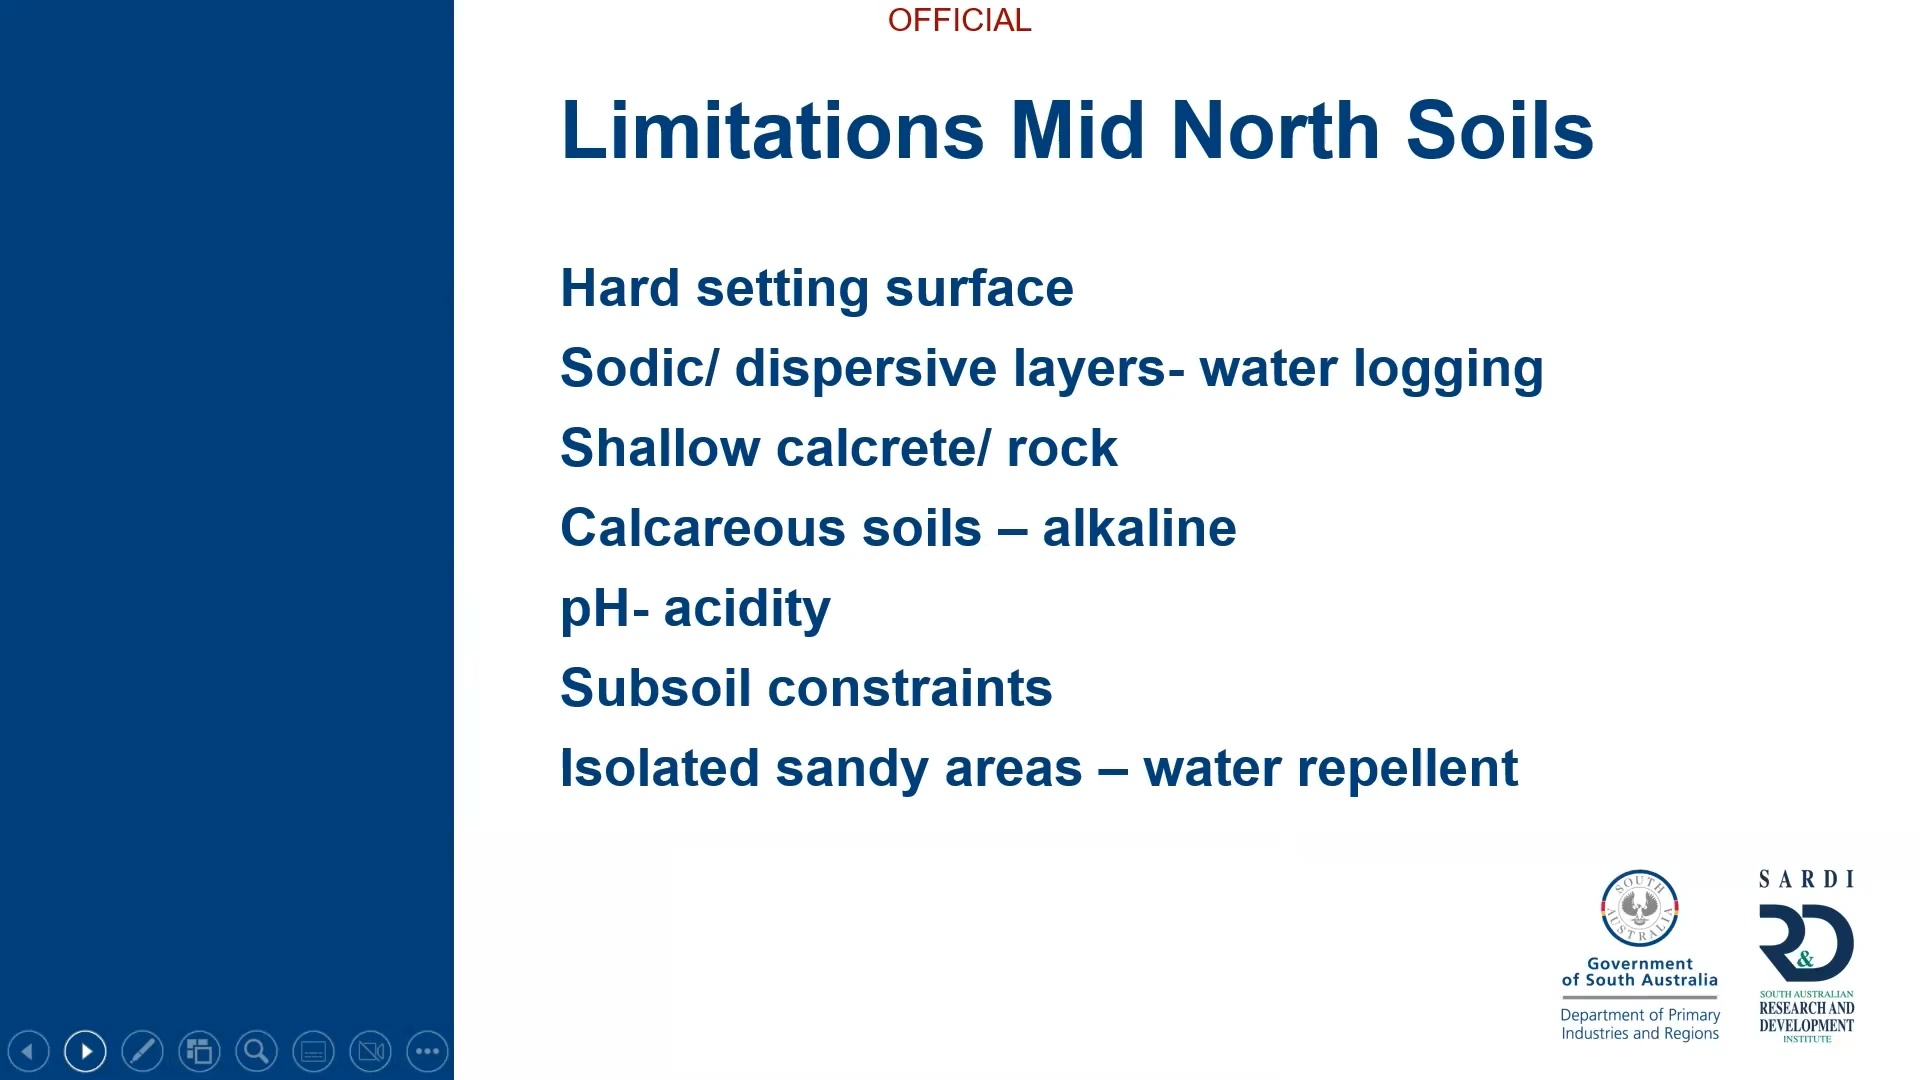 OFFICIAL
Limitations Mid North Soils
Hard setting surface
Sodic/ dispersive layers- water logging
Shallow calcrete/ rock
Calcareous soils – alkaline
pH- acidity
Subsoil constraints
Isolated sandy areas – water repellent
SOUTH AUSTRALIA
Government
of South Australia
Department of Primary
Industries and Regions
SARDI
R&D
SOUTH AUSTRALIAN
RESEARCH AND
DEVELOPMENT
INSTITUTE